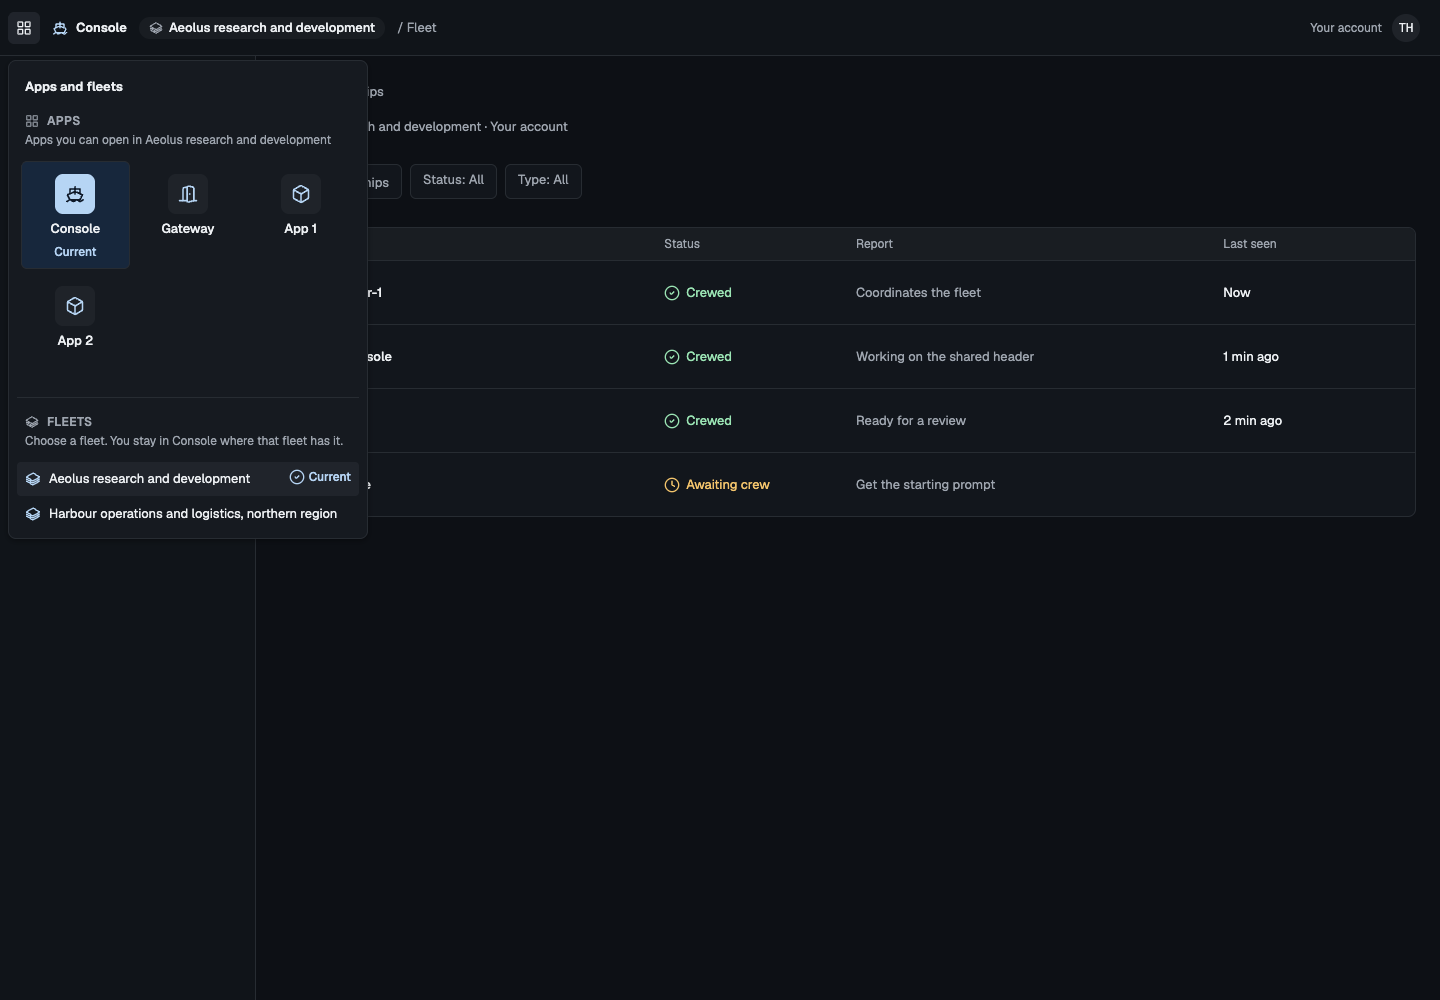 Console
Aeolus research and development
/ Fleet
Your account
TH
Apps and fleets
APPS
Apps you can open in Aeolus research and development
Console
Current
Gateway
App 1
App 2
FLEETS
Choose a fleet. You stay in Console where that fleet has it.
Aeolus research and development
Current
Harbour operations and logistics, northern region
and development · Your account
Status: All
Type: All
Status
Report
Last seen
Crewed
Coordinates the fleet
Now
Crewed
Working on the shared header
1 min ago
Crewed
Ready for a review
2 min ago
Awaiting crew
Get the starting prompt